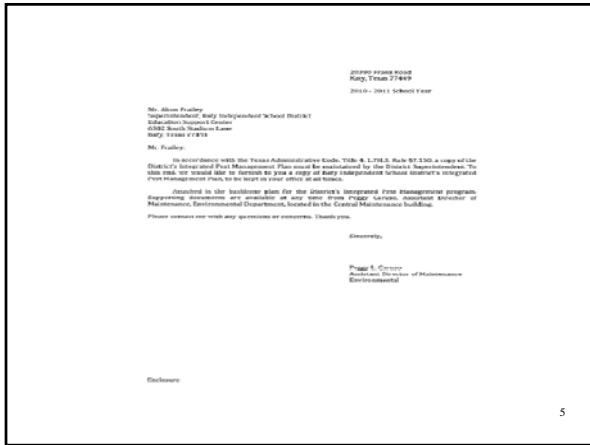 Katy, Texas 77449
2010 - 2011 School Year
Mr. Alton Frailey
Superintendent, Katy Independent School District
Education Support Center
6301 South Stadium Lane
Katy, Texas
Mr. Frailey:
In accordance with the Texas Administrative Code, Title 4, Rule a copy of the
District's Integrated Pest Management Plan must be maintained by the District Superintendent. To
this end, we would like to furnish to you a copy of Katy Independent School District's Integrated
Pest Management Plan, to be kept in your office at all times.
Attached is the backbone plan for the District's Integrated Pest Management program.
Supporting documents are available at any time from Peggy Caruso, Assistant Director of
Maintenance, Environmental Department, located in the Central Maintenance building.
Please contact me with any questions or concerns. Thank you.
Sincerely,
Peggy L. Caruso
Assistant Director of Maintenance
Environmental
Enclosure
5